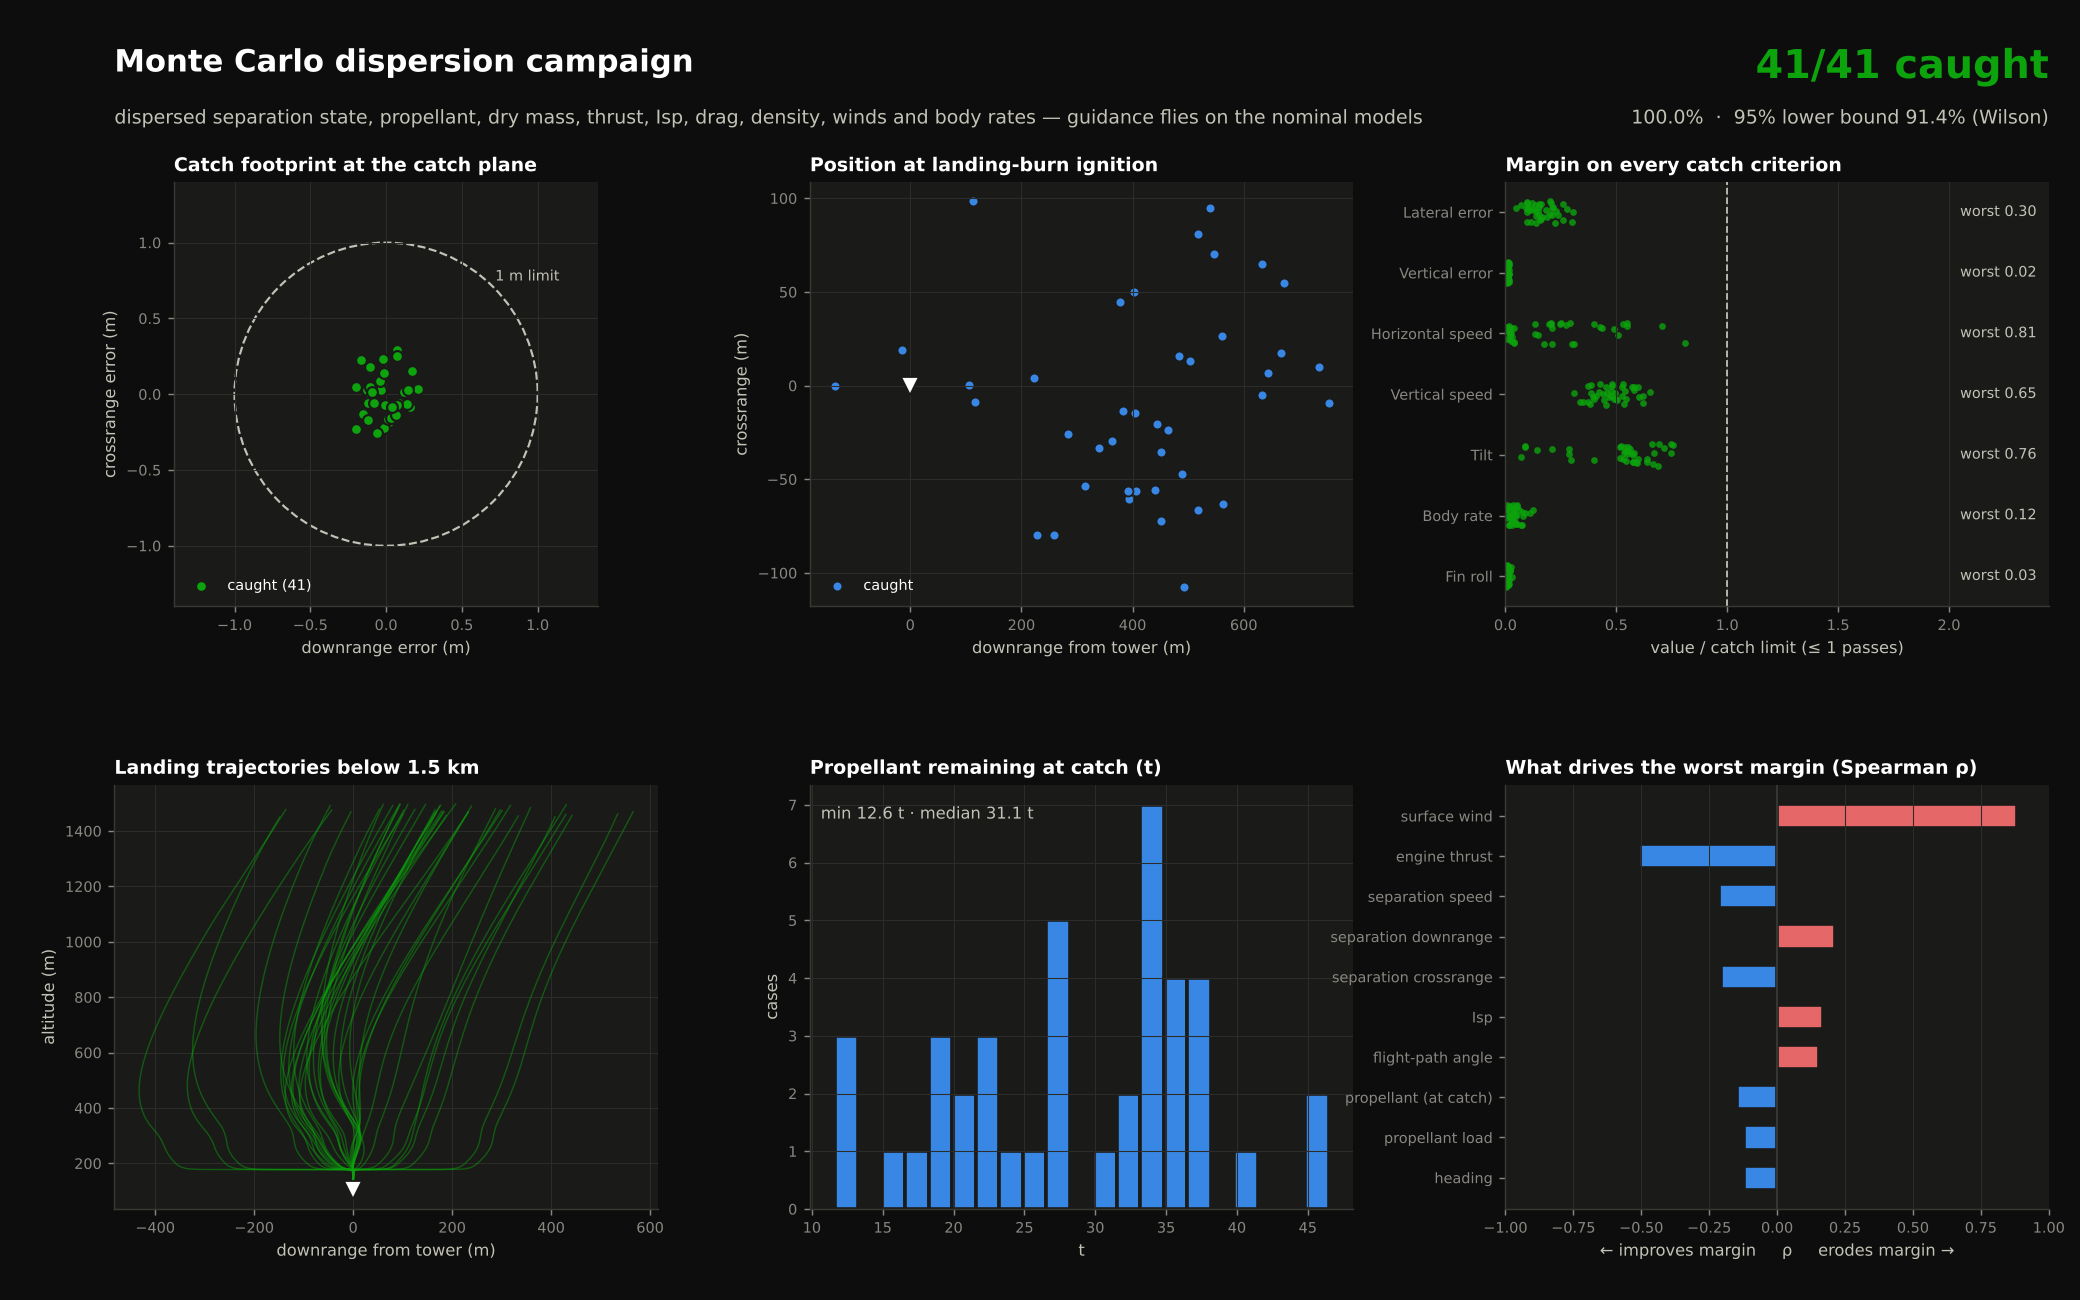 Monte Carlo dispersion campaign
41/41 caught
dispersed separation state, propellant, dry mass, thrust, Isp, drag, density, winds and body rates — guidance flies on the nominal models
100.0% · 95% lower bound 91.4% (Wilson)
Catch footprint at the catch plane
1.0
0.5
0.0
−0.5
−1.0
crossrange error (m)
1 m limit
caught (41)
−1.0 −0.5 0.0 0.5 1.0
downrange error (m)
Position at landing-burn ignition
100
50
0
−50
−100
crossrange (m)
caught
0 200 400 600
downrange from tower (m)
Margin on every catch criterion
Lateral error worst 0.30
Vertical error worst 0.02
Horizontal speed worst 0.81
Vertical speed worst 0.65
Tilt worst 0.76
Body rate worst 0.12
Fin roll worst 0.03
0.0 0.5 1.0 1.5 2.0
value / catch limit (≤ 1 passes)
Landing trajectories below 1.5 km
1400
1200
1000
800
600
400
200
altitude (m)
−400 −200 0 200 400 600
downrange from tower (m)
Propellant remaining at catch (t)
min 12.6 t · median 31.1 t
7
6
5
4
3
2
1
0
cases
10 15 20 25 30 35 40 45
t
What drives the worst margin (Spearman ρ)
surface wind
engine thrust
separation speed
separation downrange
separation crossrange
Isp
flight-path angle
propellant (at catch)
propellant load
heading
−1.00 −0.75 −0.50 −0.25 0.00 0.25 0.50 0.75 1.00
← improves margin ρ erodes margin →